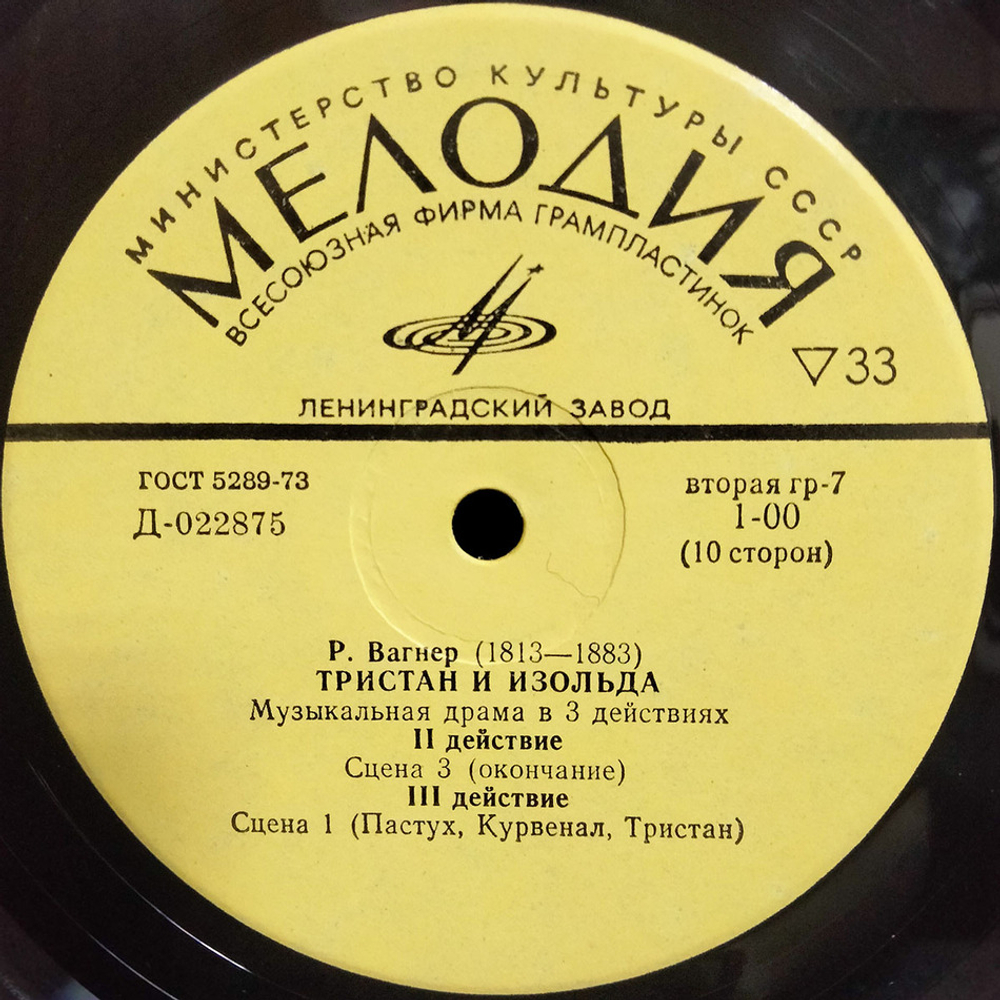 МИНИСТЕРСТВО КУЛЬТУРЫ СССР
МЕЛОДИЯ
ВСЕСОЮЗНАЯ ФИРМА ГРАМПЛАСТИНОК
▽33
ЛЕНИНГРАДСКИЙ ЗАВОД
ГОСТ 5289-73
Д-022875
вторая гр-7
1-00
(10 сторон)
Р. Вагнер (1813—1883)
ТРИСТАН И ИЗОЛЬДА
Музыкальная драма в 3 действиях
II действие
Сцена 3 (окончание)
III действие
Сцена 1 (Пастух, Курвенал, Тристан)